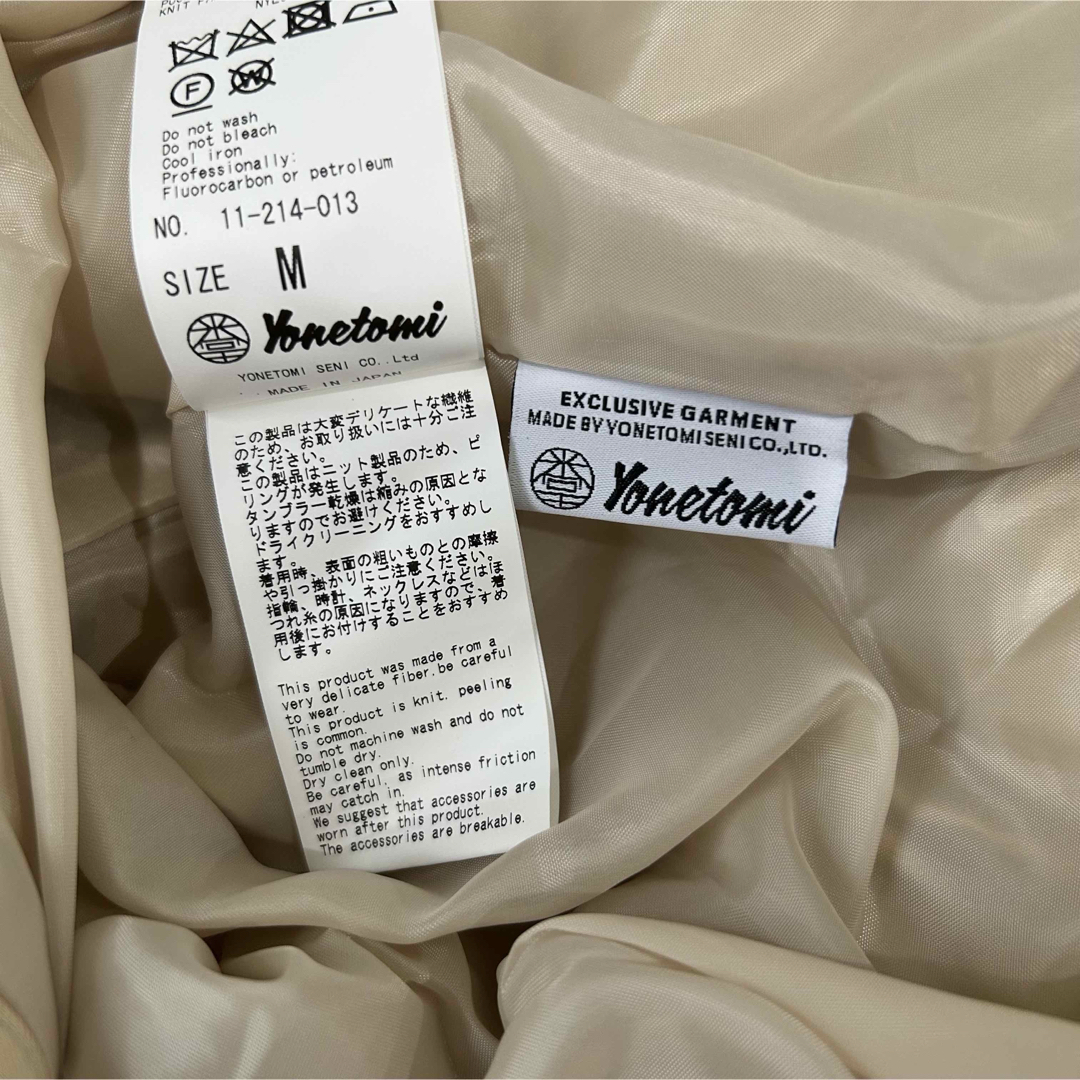 KNIT
F
W
Do not wash
Do not bleach
Cool iron
Professionally:
Fluorocarbon or petroleum
NO. 11-214-013
SIZE M
Yonetomi
YONETOMI SENI CO.,Ltd
MADE IN JAPAN
この製品は大変デリケートな繊維
のため、お取り扱いには十分ご注
意ください。
この製品はニット製品のため、ピ
リングが発生します。
タンブラー乾燥は縮みの原因とな
りますのでお避けください。
ドライクリーニングをおすすめし
ます。
着用時、表面の粗いものとの摩擦
や引っ掛かりにご注意ください。
指輪、時計、ネックレスなどはほ
つれ糸の原因になりますので、着
用後にお付けすることをおすすめ
します。
This product was made from a
very delicate fiber.be careful
to wear.
This product is knit. peeling
is common.
Do not machine wash and do not
tumble dry.
Dry clean only.
Be careful, as intense friction
may catch in.
We suggest that accessories are
worn after this product.
The accessories are breakable.
EXCLUSIVE GARMENT
MADE BY YONETOMI SENI CO.,LTD.
Yonetomi